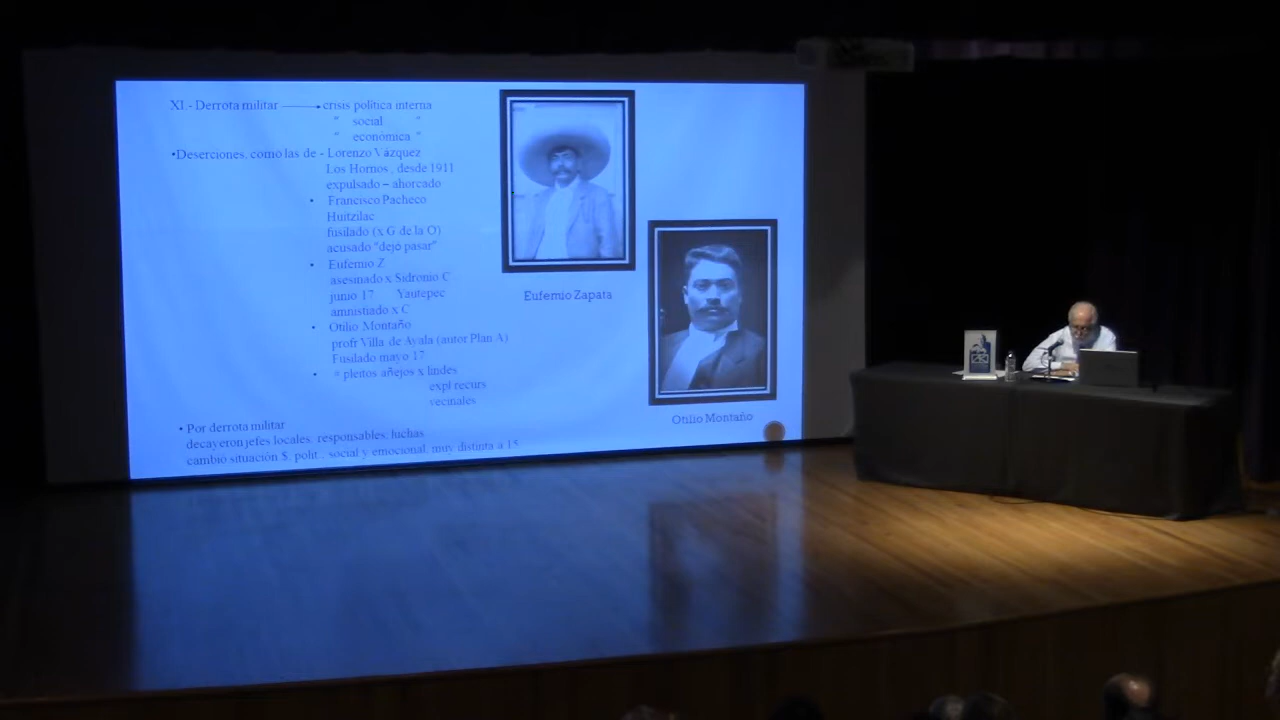 XI.- Derrota militar crisis política interna
" social "
" económica "
•Deserciones, como las de - Lorenzo Vázquez
Los Hornos , desde 1911
expulsado – ahorcado
• Francisco Pacheco
Huitzilac
fusilado (x G de la O)
acusado "dejó pasar"
• Eufemio Z
asesinado x Sidronio C
junio 17 Yautepec
amnistiado x C
• Otilio Montaño
profr Villa de Ayala (autor Plan A)
Fusilado mayo 17
• = pleitos añejos x lindes
expl recurs
vecinales
• Por derrota militar
decayeron jefes locales, responsables, luchas
cambió situación $, polit., social y emocional, muy distinta a 15
Eufemio Zapata
Otilio Montaño